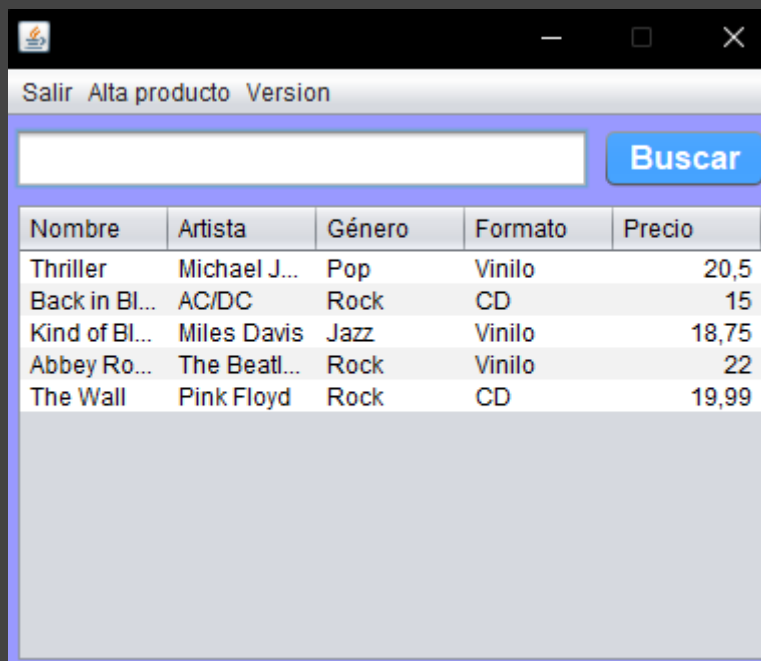 Salir Alta producto Version
Buscar
Nombre Artista Género Formato Precio
Thriller Michael J... Pop Vinilo 20,5
Back in Bl... AC/DC Rock CD 15
Kind of Bl... Miles Davis Jazz Vinilo 18,75
Abbey Ro... The Beatl... Rock Vinilo 22
The Wall Pink Floyd Rock CD 19,99